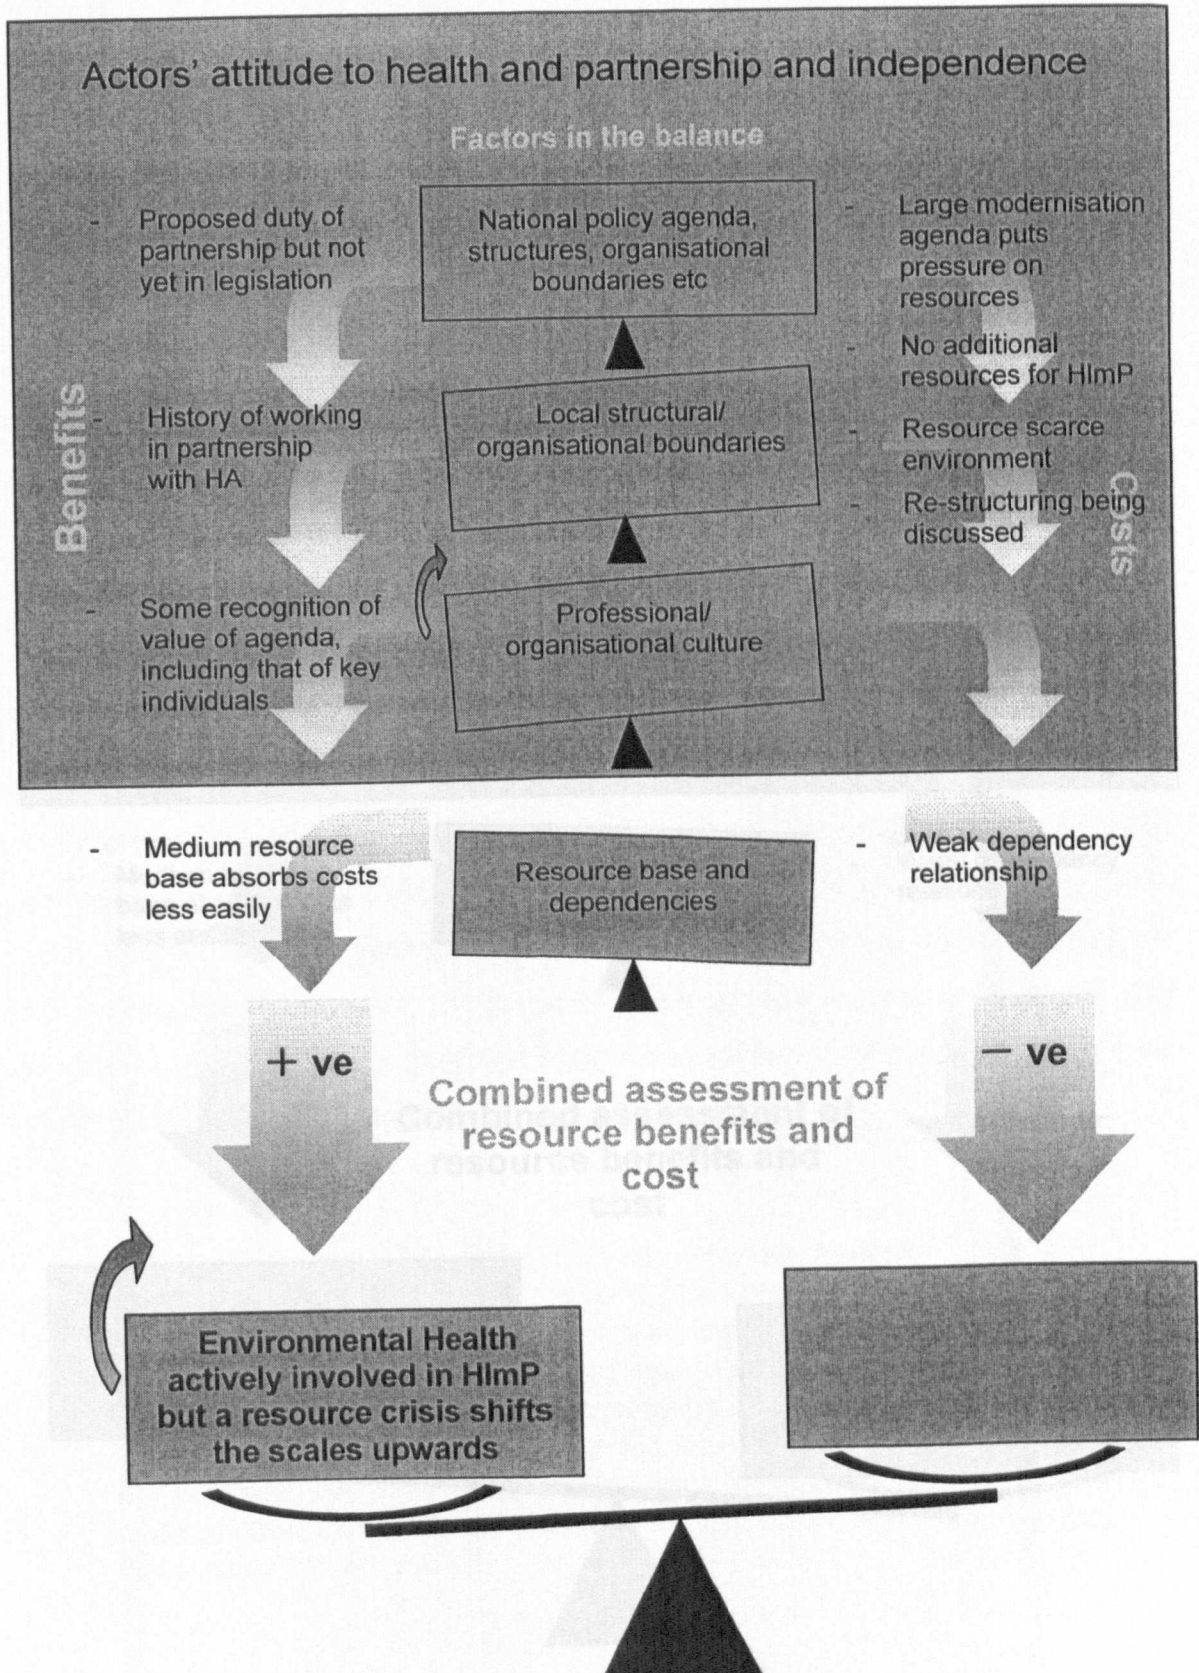 Actors' attitude to health and partnership and independence
Factors in the balance
Benefits
- Proposed duty of
partnership but not
yet in legislation
- History of working
in partnership
with HA
- Some recognition of
value of agenda,
including that of key
individuals
National policy agenda,
structures, organisational
boundaries etc
Local structural/
organisational boundaries
Professional/
organisational culture
- Large modernisation
agenda puts
pressure on
resources
- No additional
resources for HImP
- Resource scarce
environment
- Re-structuring being
discussed
Costs
- Medium resource
base absorbs costs
less easily
Resource base and
dependencies
- Weak dependency
relationship
+ ve
− ve
Combined assessment of
resource benefits and
cost
Environmental Health
actively involved in HImP
but a resource crisis shifts
the scales upwards